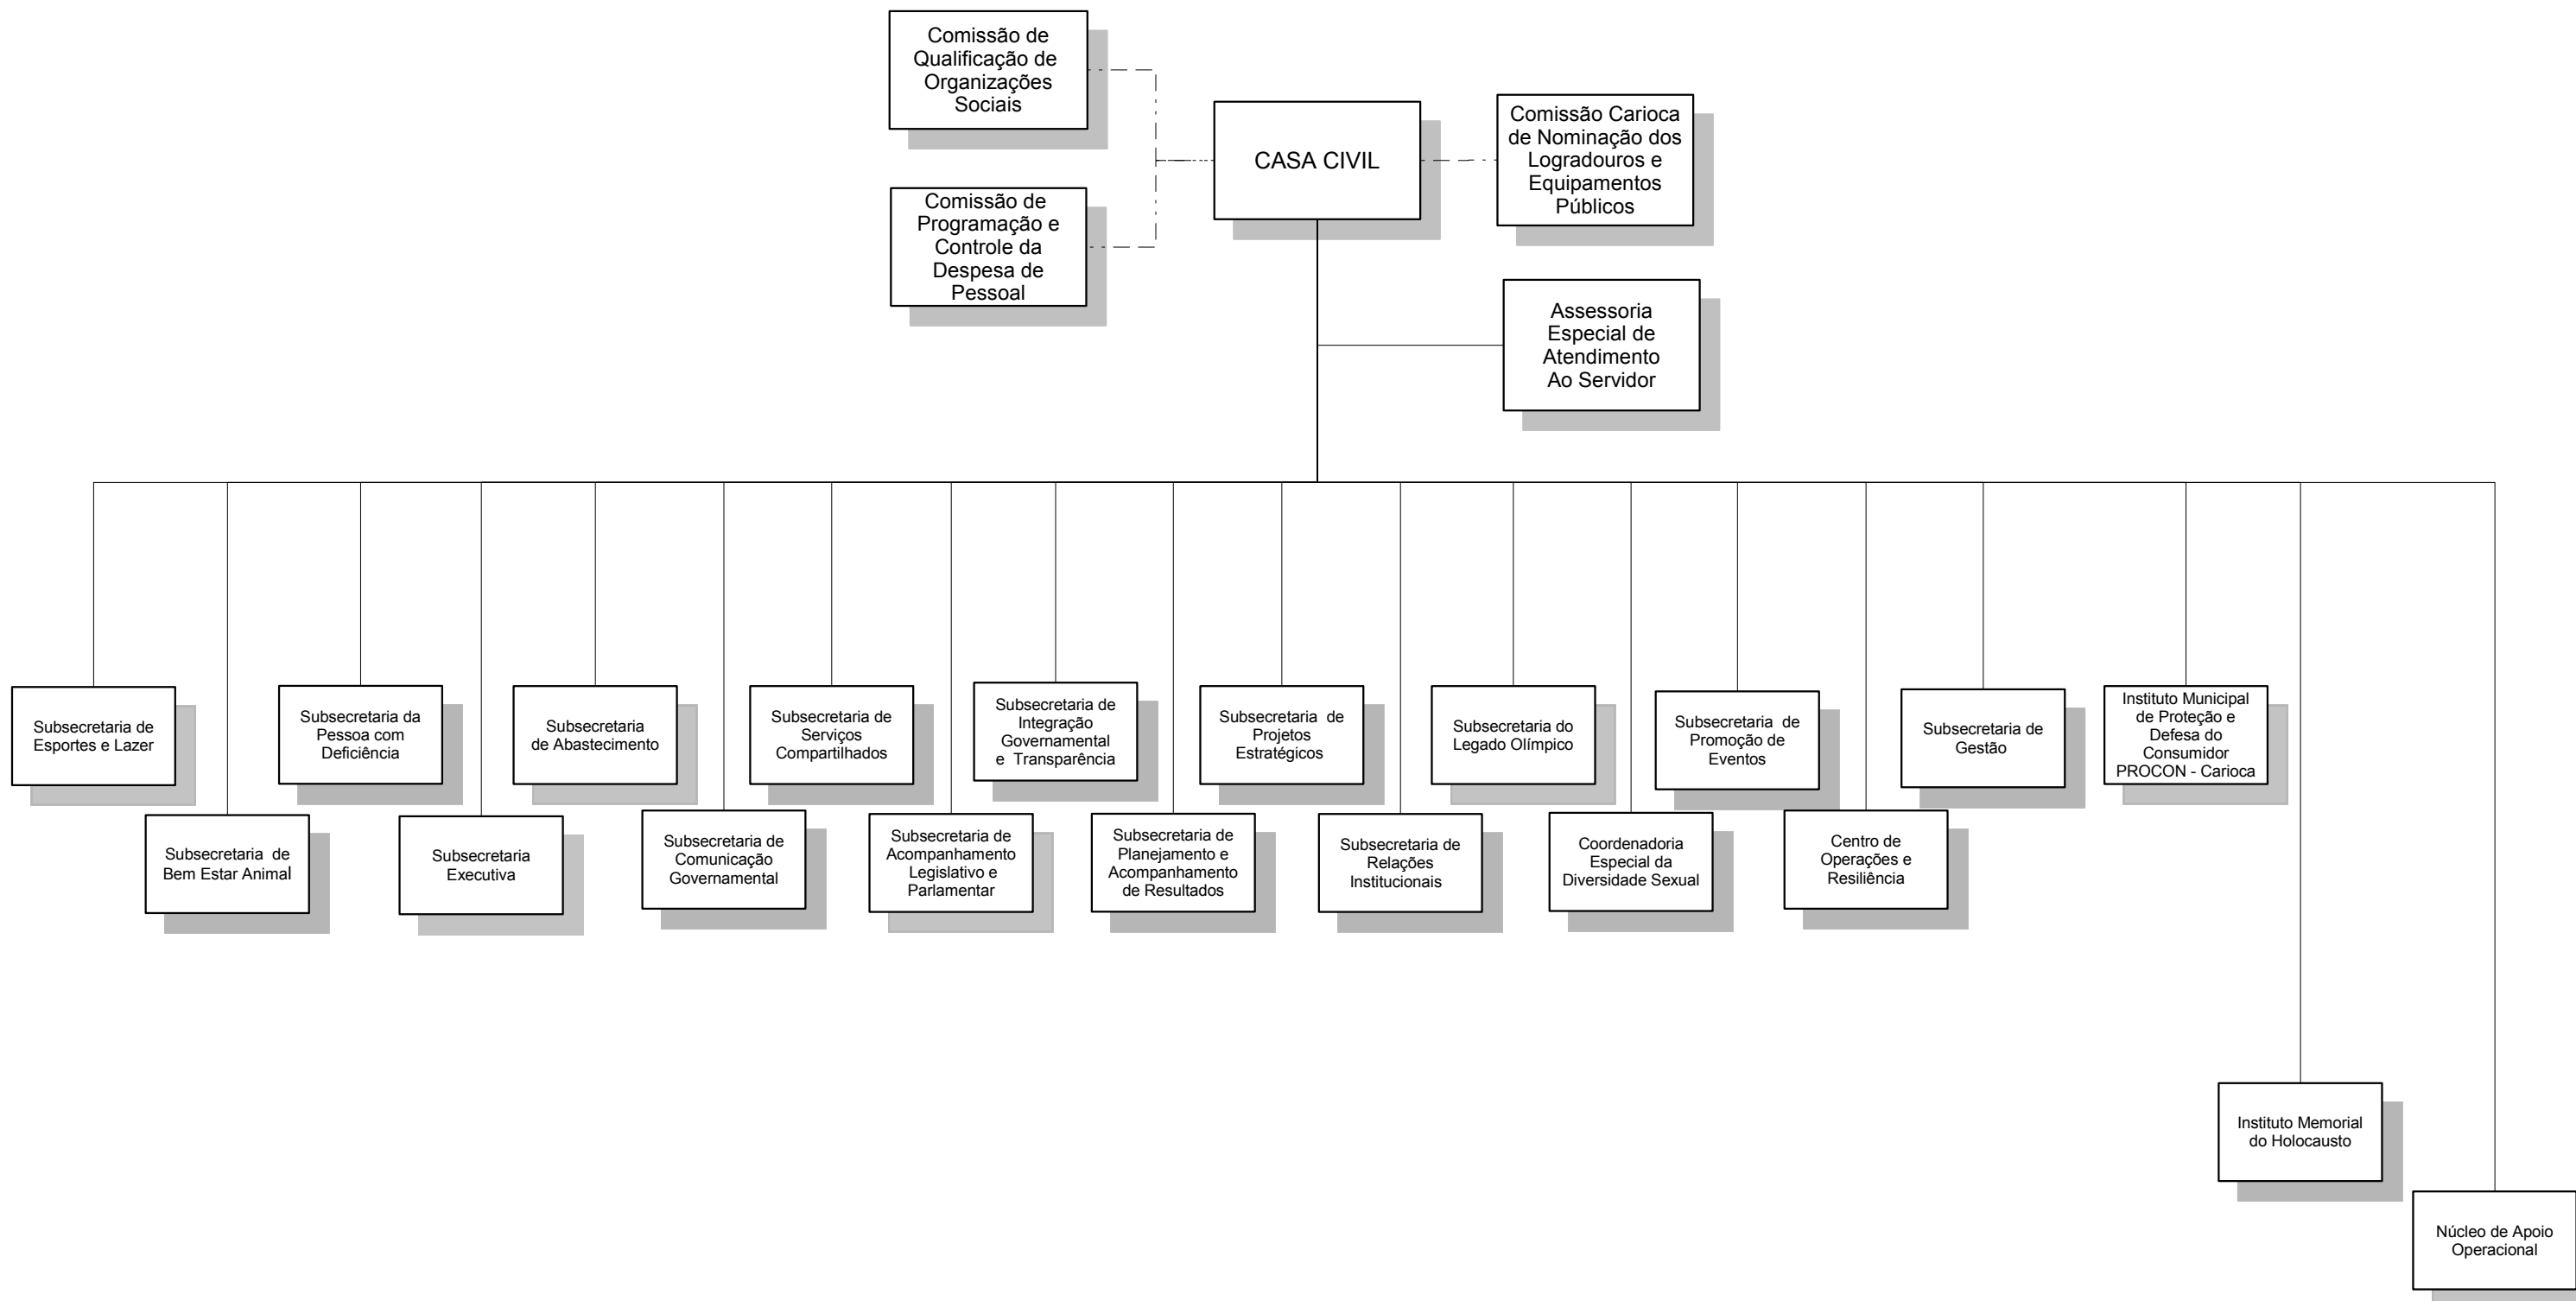 Comissão de
Qualificação de
Organizações
Sociais
CASA CIVIL
Comissão Carioca
de Nominação dos
Logradouros e
Equipamentos
Públicos
Comissão de
Programação e
Controle da
Despesa de
Pessoal
Assessoria
Especial de
Atendimento
Ao Servidor
Subsecretaria de
Esportes e Lazer
Subsecretaria da
Pessoa com
Deficiência
Subsecretaria
de Abastecimento
Subsecretaria de
Serviços
Compartilhados
Subsecretaria de
Integração
Governamental
e Transparência
Subsecretaria de
Projetos
Estratégicos
Subsecretaria do
Legado Olímpico
Subsecretaria de
Promoção de
Eventos
Subsecretaria de
Gestão
Instituto Municipal
de Proteção e
Defesa do
Consumidor
PROCON - Carioca
Subsecretaria de
Bem Estar Animal
Subsecretaria
Executiva
Subsecretaria de
Comunicação
Governamental
Subsecretaria de
Acompanhamento
Legislativo e
Parlamentar
Subsecretaria de
Planejamento e
Acompanhamento
de Resultados
Subsecretaria de
Relações
Institucionais
Coordenadoria
Especial da
Diversidade Sexual
Centro de
Operações e
Resiliência
Instituto Memorial
do Holocausto
Núcleo de Apoio
Operacional